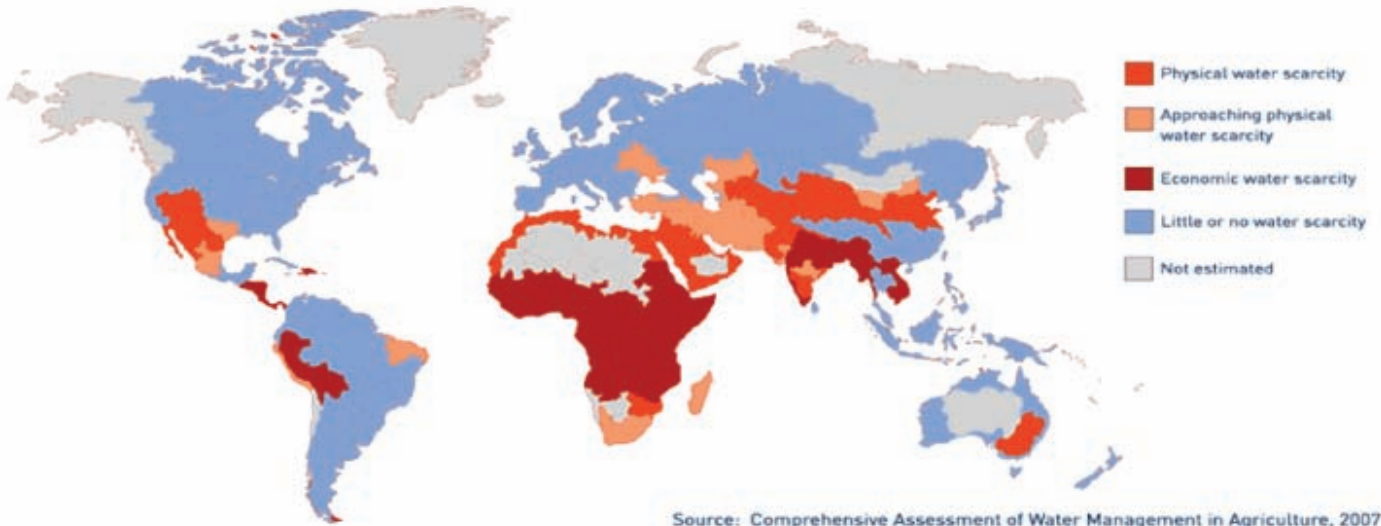 Physical water scarcity
Approaching physical
water scarcity
Economic water scarcity
Little or no water scarcity
Not estimated
Source: Comprehensive Assessment of Water Management in Agriculture, 2007